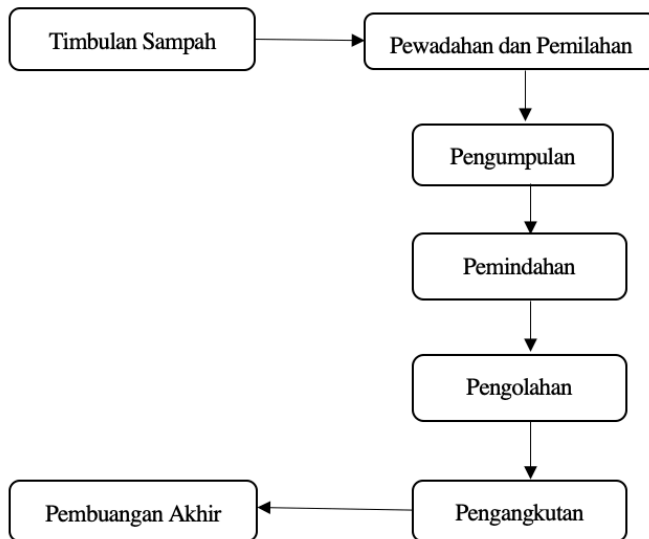 Timbulan Sampah
Pewadahan dan Pemilahan
Pengumpulan
Pemindahan
Pengolahan
Pengangkutan
Pembuangan Akhir